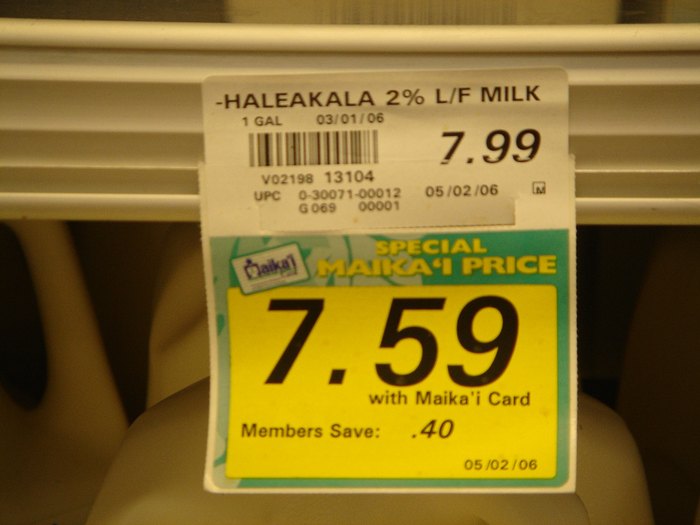 -HALEAKALA 2% L/F MILK
1 GAL 03/01/06
7.99
V02198 13104
UPC 0-30071-00012 05/02/06 M
G069 00001
Maika'i
SPECIAL
MAIKA'I PRICE
7.59
with Maika'i Card
Members Save: .40
05/02/06